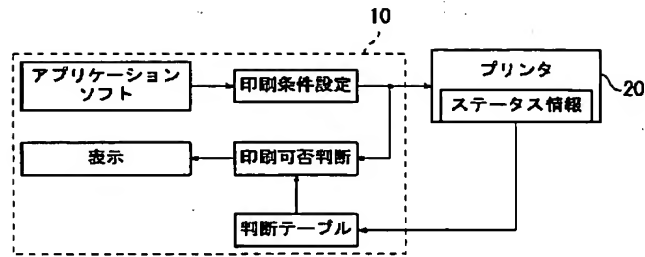 10
アプリケーション
ソフト
印刷条件設定
プリンタ
ステータス情報
20
表示
印刷可否判断
判断テーブル